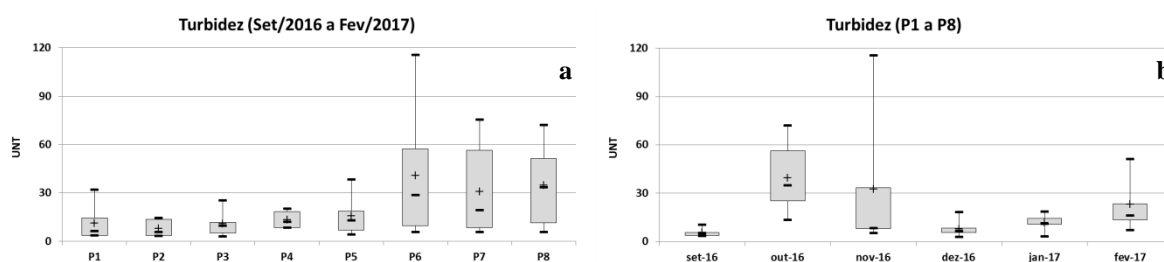 Turbidez (Set/2016 a Fev/2017)
120
90
60
30
0
UNT
a
P1 P2 P3 P4 P5 P6 P7 P8
Turbidez (P1 a P8)
120
90
60
30
0
UNT
b
set-16 out-16 nov-16 dez-16 jan-17 fev-17